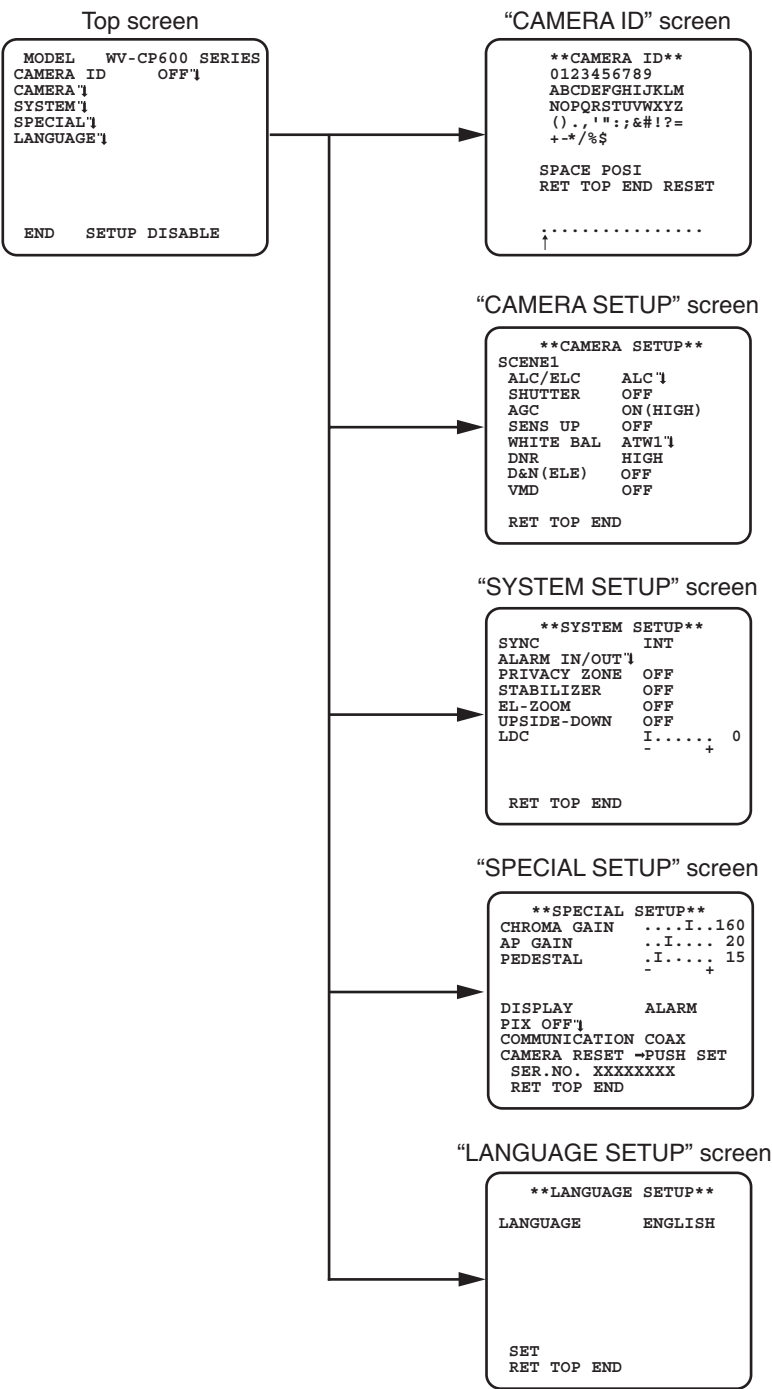 Top screen
MODEL WV-CP600 SERIES
CAMERA ID OFF
CAMERA
SYSTEM
SPECIAL
LANGUAGE
END SETUP DISABLE
“CAMERA ID” screen
**CAMERA ID**
0123456789
ABCDEFGHIJKLM
NOPQRSTUVWXYZ
().,'":;&#!?=
+-*/%$
SPACE POSI
RET TOP END RESET
................
↑
“CAMERA SETUP” screen
**CAMERA SETUP**
SCENE1
ALC/ELC ALC
SHUTTER OFF
AGC ON(HIGH)
SENS UP OFF
WHITE BAL ATW1
DNR HIGH
D&N(ELE) OFF
VMD OFF
RET TOP END
“SYSTEM SETUP” screen
**SYSTEM SETUP**
SYNC INT
ALARM IN/OUT
PRIVACY ZONE OFF
STABILIZER OFF
EL-ZOOM OFF
UPSIDE-DOWN OFF
LDC I...... 0
- +
RET TOP END
“SPECIAL SETUP” screen
**SPECIAL SETUP**
CHROMA GAIN ....I..160
AP GAIN ..I.... 20
PEDESTAL .I..... 15
- +
DISPLAY ALARM
PIX OFF
COMMUNICATION COAX
CAMERA RESET →PUSH SET
SER.NO. XXXXXXXX
RET TOP END
“LANGUAGE SETUP” screen
**LANGUAGE SETUP**
LANGUAGE ENGLISH
SET
RET TOP END